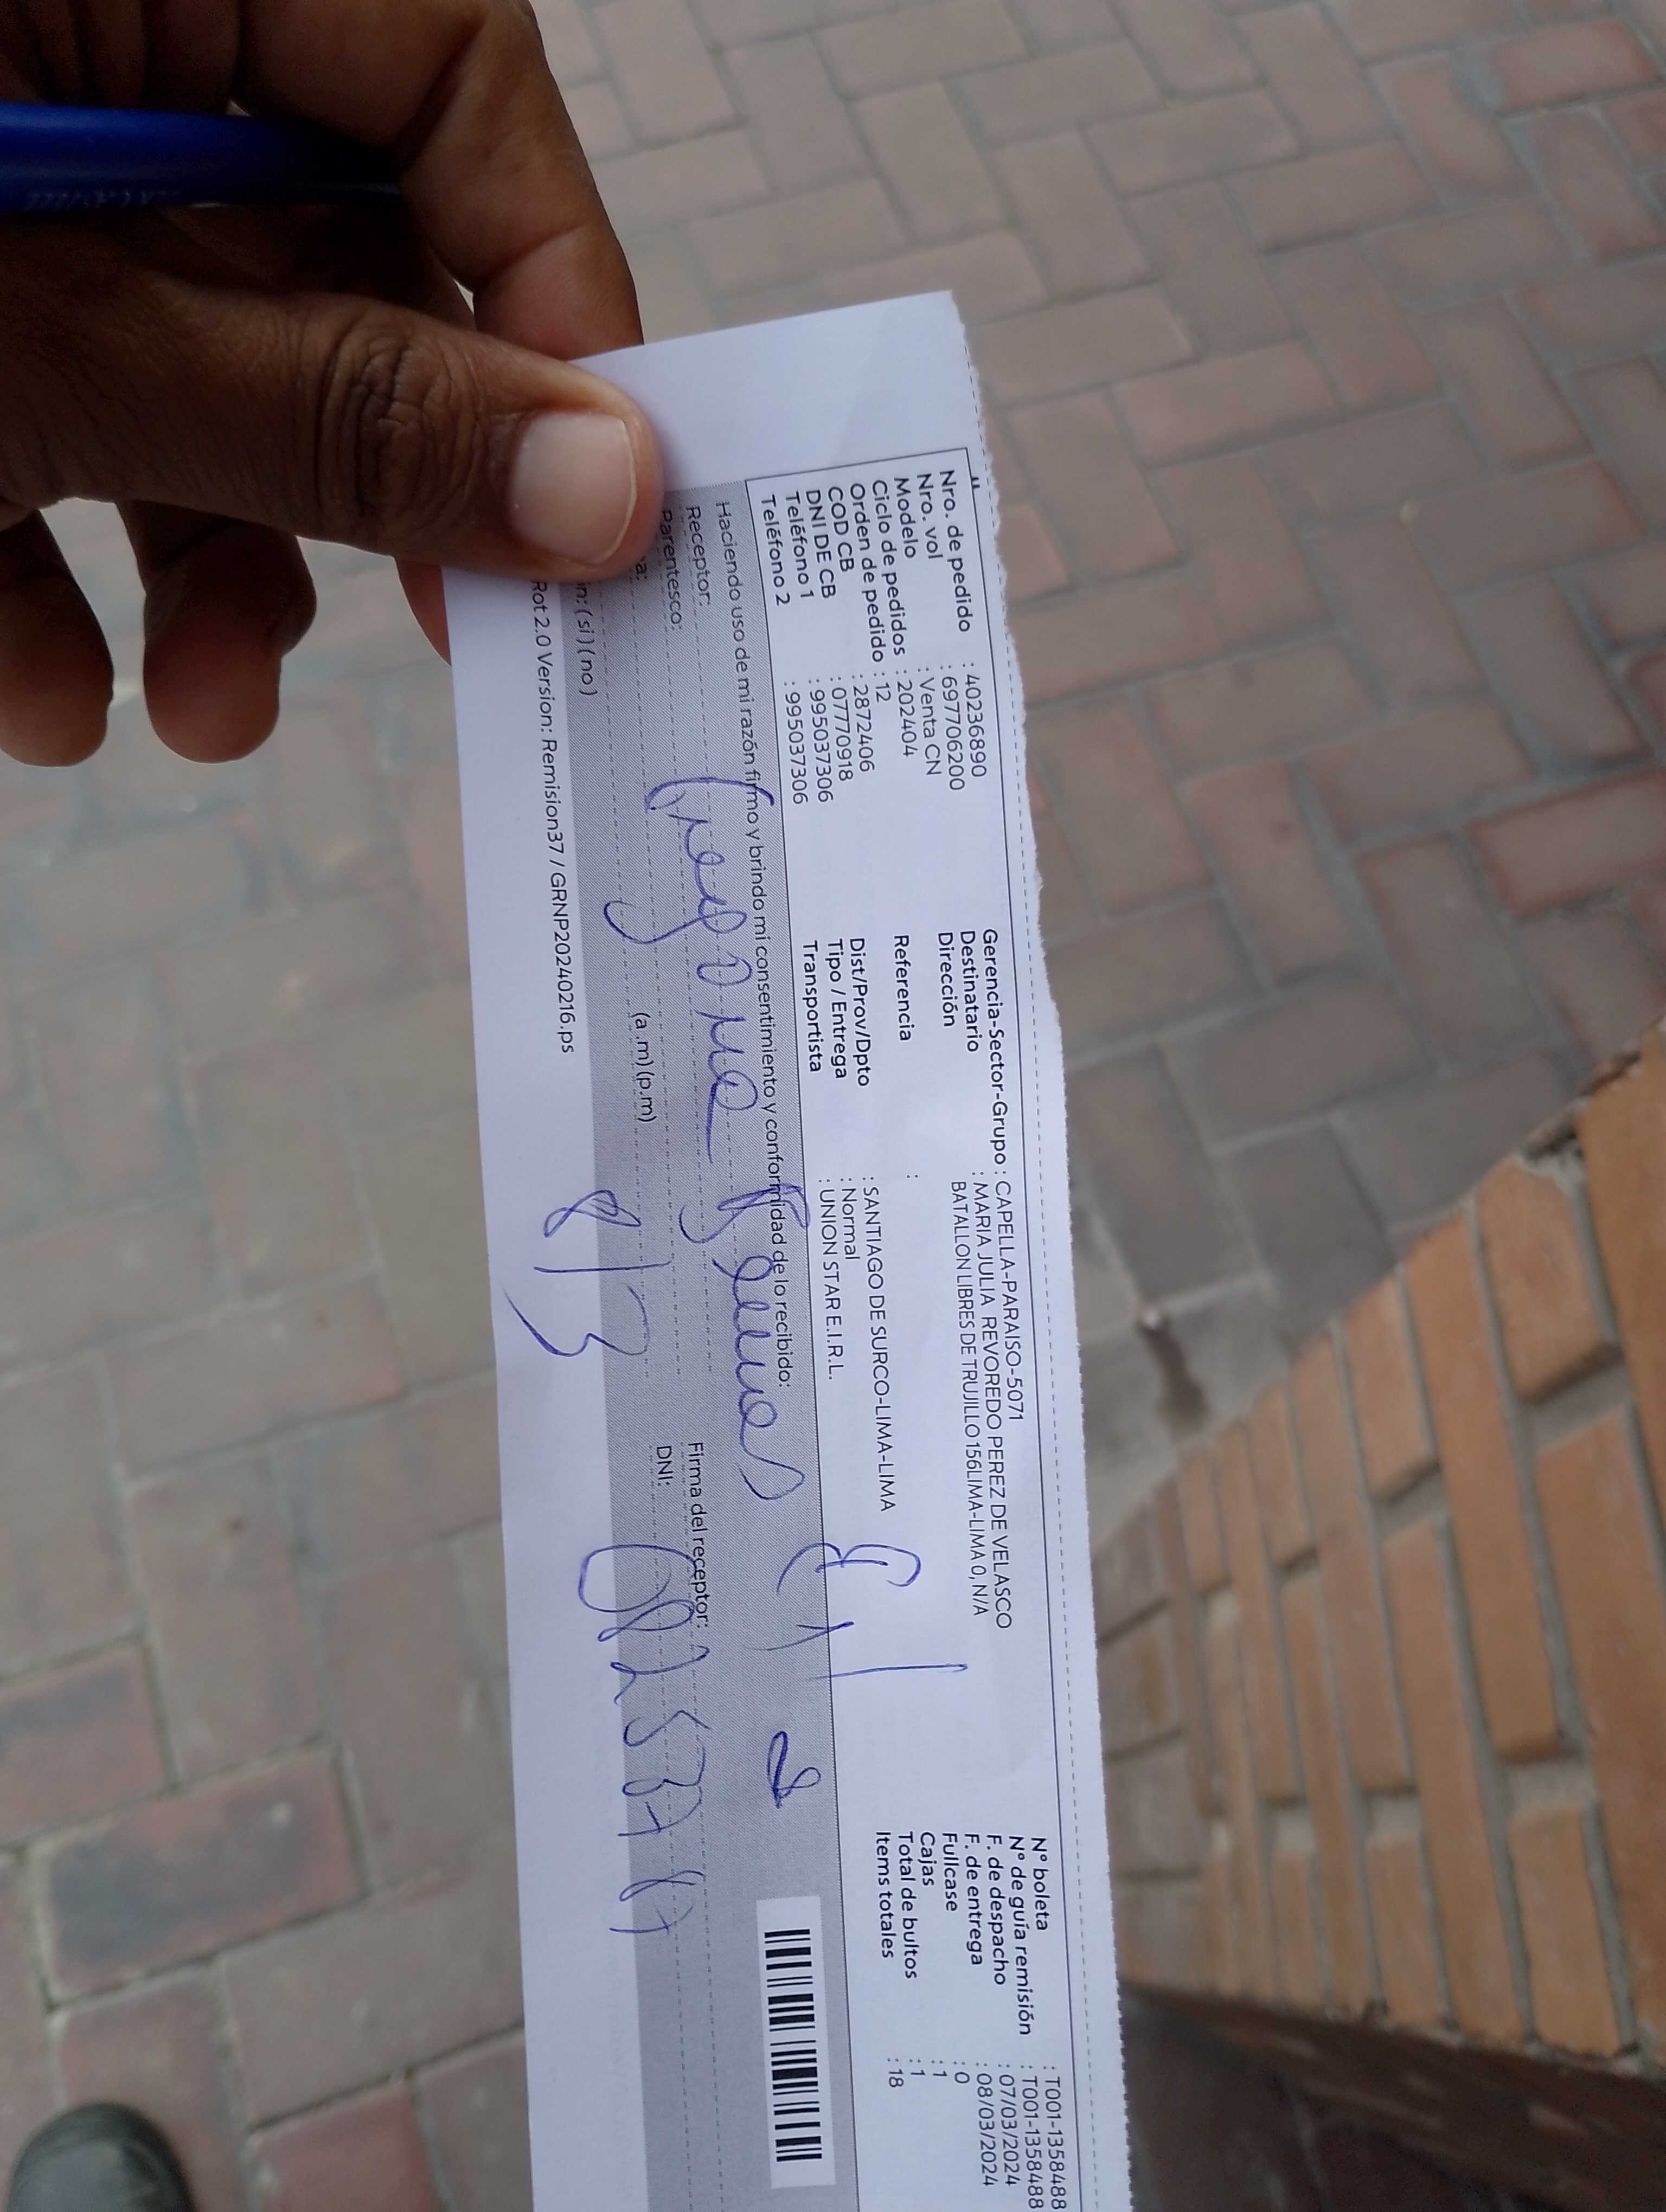 Nro. de pedido : 40236890
Nro. vol : 697706200
Modelo : Venta CN
Ciclo de pedidos : 202404
Orden de pedido : 12
COD CB : 2872406
DNI DE CB : 07770918
Teléfono 1 : 995037306
Teléfono 2 : 995037306
Gerencia-Sector-Grupo : CAPELLA-PARAISO-5071
Destinatario : MARIA JULIA REVOREDO PEREZ DE VELASCO
Dirección BATALLON LIBRES DE TRUJILLO 156LIMA-LIMA 0, N/A
Referencia :
Dist/Prov/Dpto : SANTIAGO DE SURCO-LIMA-LIMA
Tipo / Entrega : Normal
Transportista : UNION STAR E.I.R.L.
N° boleta : T001-1358488
N° de guía remisión : T001-1358488
F. de despacho : 07/03/2024
F. de entrega : 08/03/2024
Fullcase : 0
Cajas : 1
Total de bultos : 1
Items totales : 18
Haciendo uso de mi razón firmo y brindo mi consentimiento y conformidad de lo recibido:
Receptor:
Parentesco:
a: (a.m) (p.m)
8/3
Firma del receptor:
DNI:
in: ( si ) ( no )
Rot 2.0 Version: Remision37 / GRNP20240216.ps